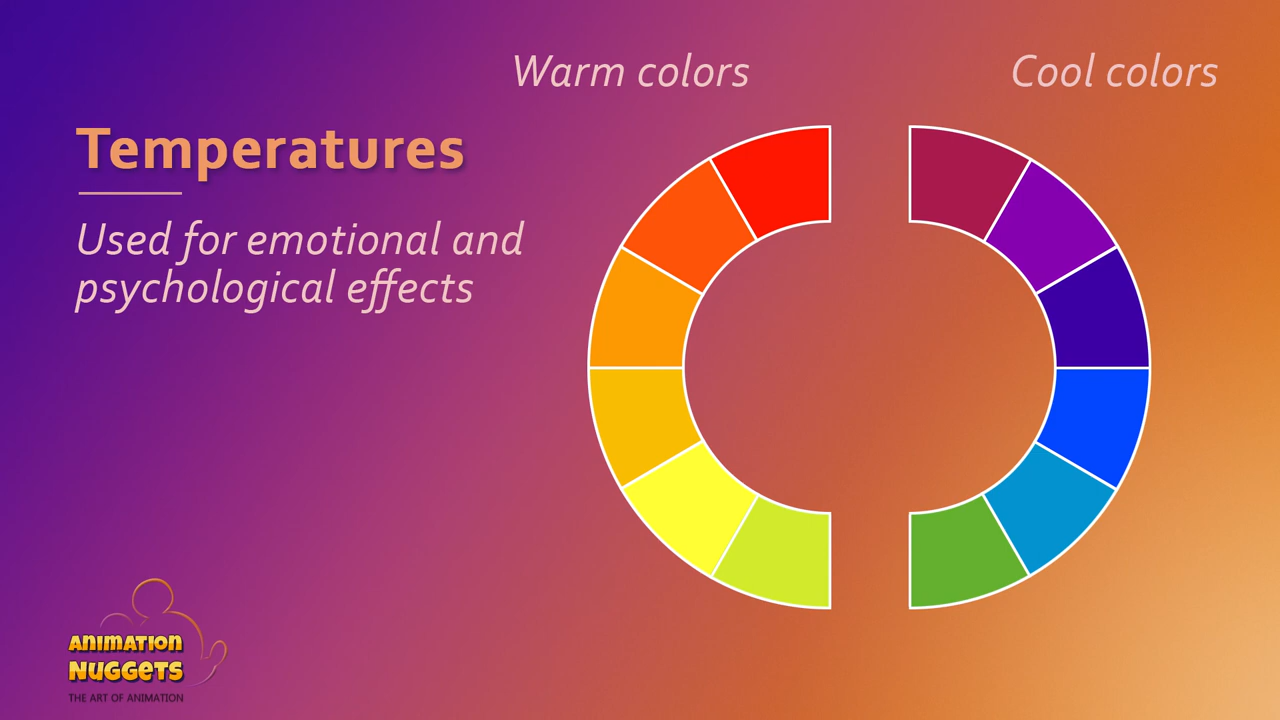 Warm colors
Cool colors
Temperatures
Used for emotional and
psychological effects
ANIMATION
NUGGETS
THE ART OF ANIMATION